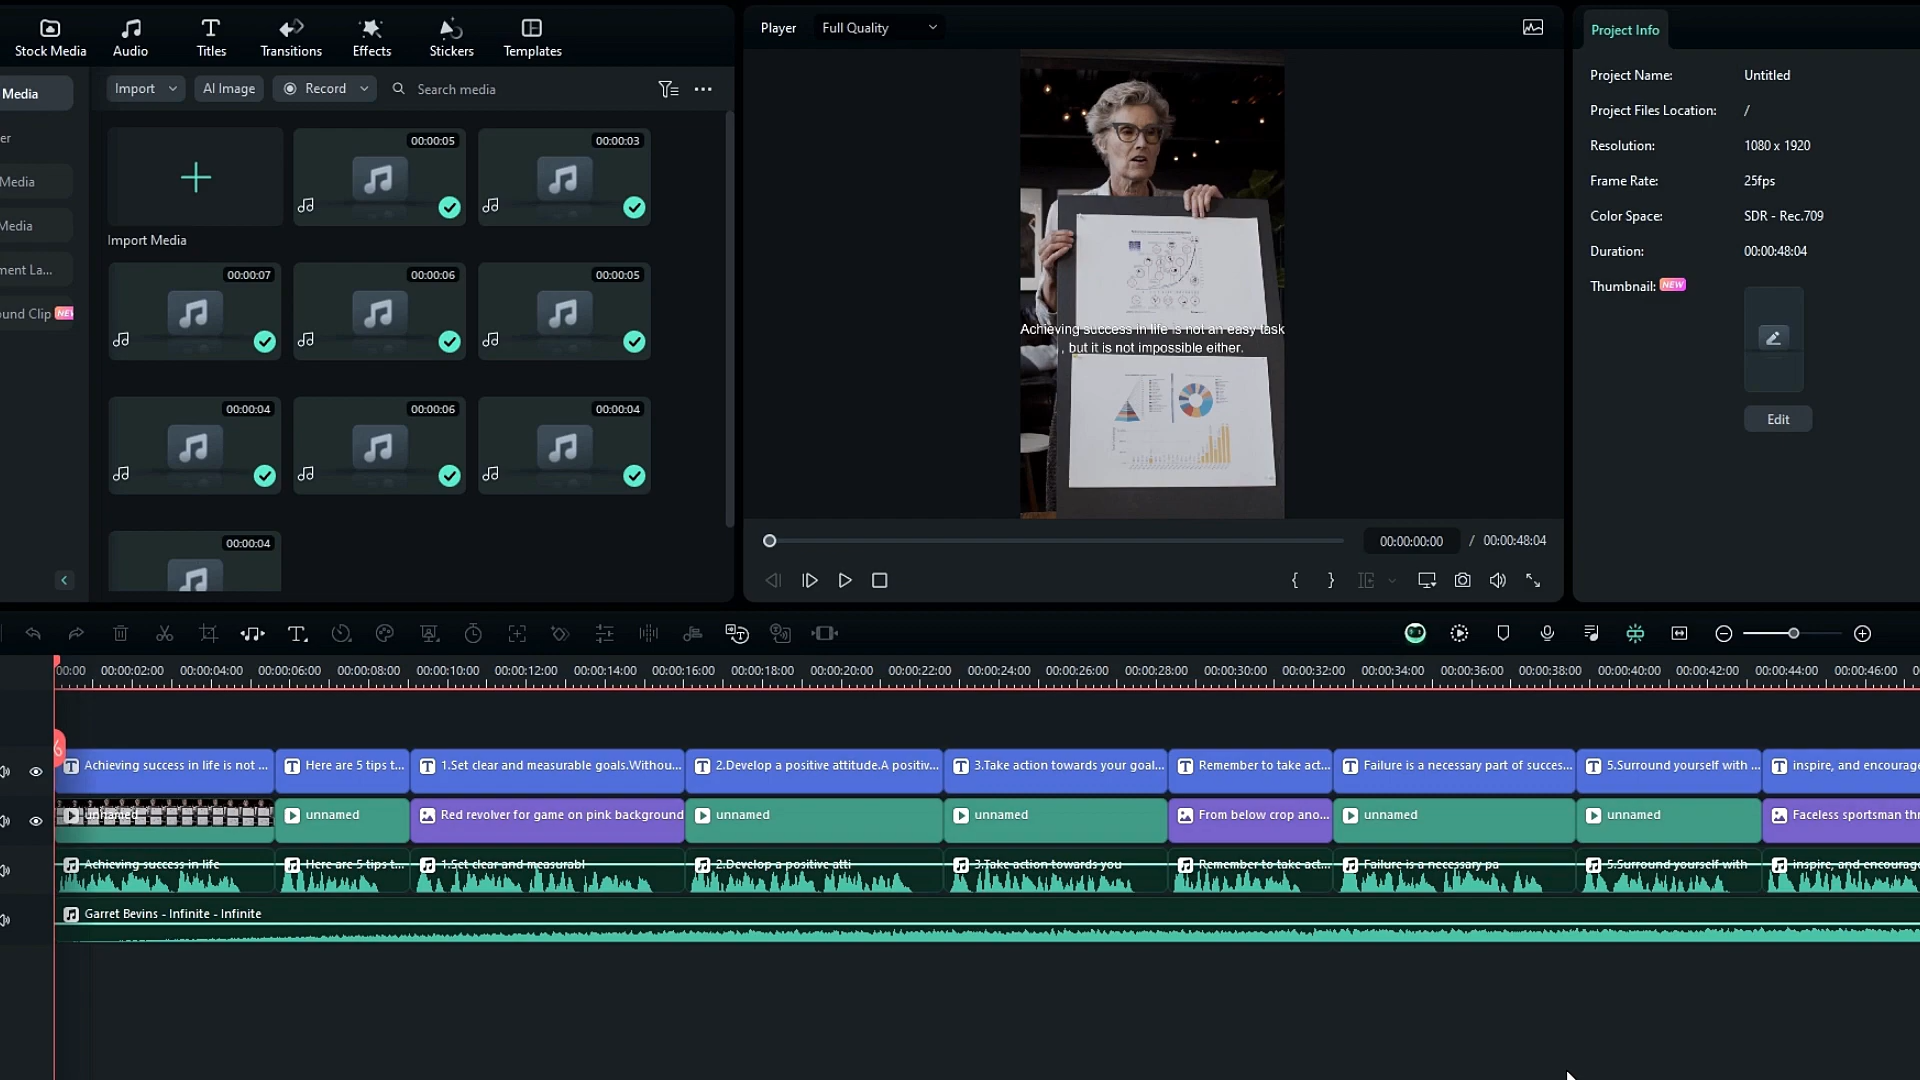 Stock Media
Audio
Titles
Transitions
Effects
Stickers
Templates
Media
er
Media
Media
ment La...
ound Clip NEW
Import
AI Image
Record
Search media
00:00:05
00:00:03
Import Media
00:00:07
00:00:06
00:00:05
00:00:04
00:00:06
00:00:04
00:00:04
Player
Full Quality
Achieving success in life is not an easy task
, but it is not impossible either.
00:00:00:00 / 00:00:48:04
Project Info
Project Name: Untitled
Project Files Location: /
Resolution: 1080 x 1920
Frame Rate: 25fps
Color Space: SDR - Rec.709
Duration: 00:00:48:04
Thumbnail: NEW
Edit
00:00 00:00:02:00 00:00:04:00 00:00:06:00 00:00:08:00 00:00:10:00 00:00:12:00 00:00:14:00 00:00:16:00 00:00:18:00 00:00:20:00 00:00:22:00 00:00:24:00 00:00:26:00 00:00:28:00 00:00:30:00 00:00:32:00 00:00:34:00 00:00:36:00 00:00:38:00 00:00:40:00 00:00:42:00 00:00:44:00 00:00:46:00
Achieving success in life is not ... Here are 5 tips t... 1.Set clear and measurable goals.Withou... 2.Develop a positive attitude.A positiv... 3.Take action towards your goal... Remember to take act... Failure is a necessary part of succes... 5.Surround yourself with ... inspire, and encourage
unnamed unnamed Red revolver for game on pink background unnamed unnamed From below crop ano... unnamed unnamed Faceless sportsman thr
Achieving success in life Here are 5 tips t... 1.Set clear and measurabl 2.Develop a positive atti 3.Take action towards you Remember to take act... Failure is a necessary pa 5.Surround yourself with inspire, and encourage
Garret Bevins - Infinite - Infinite